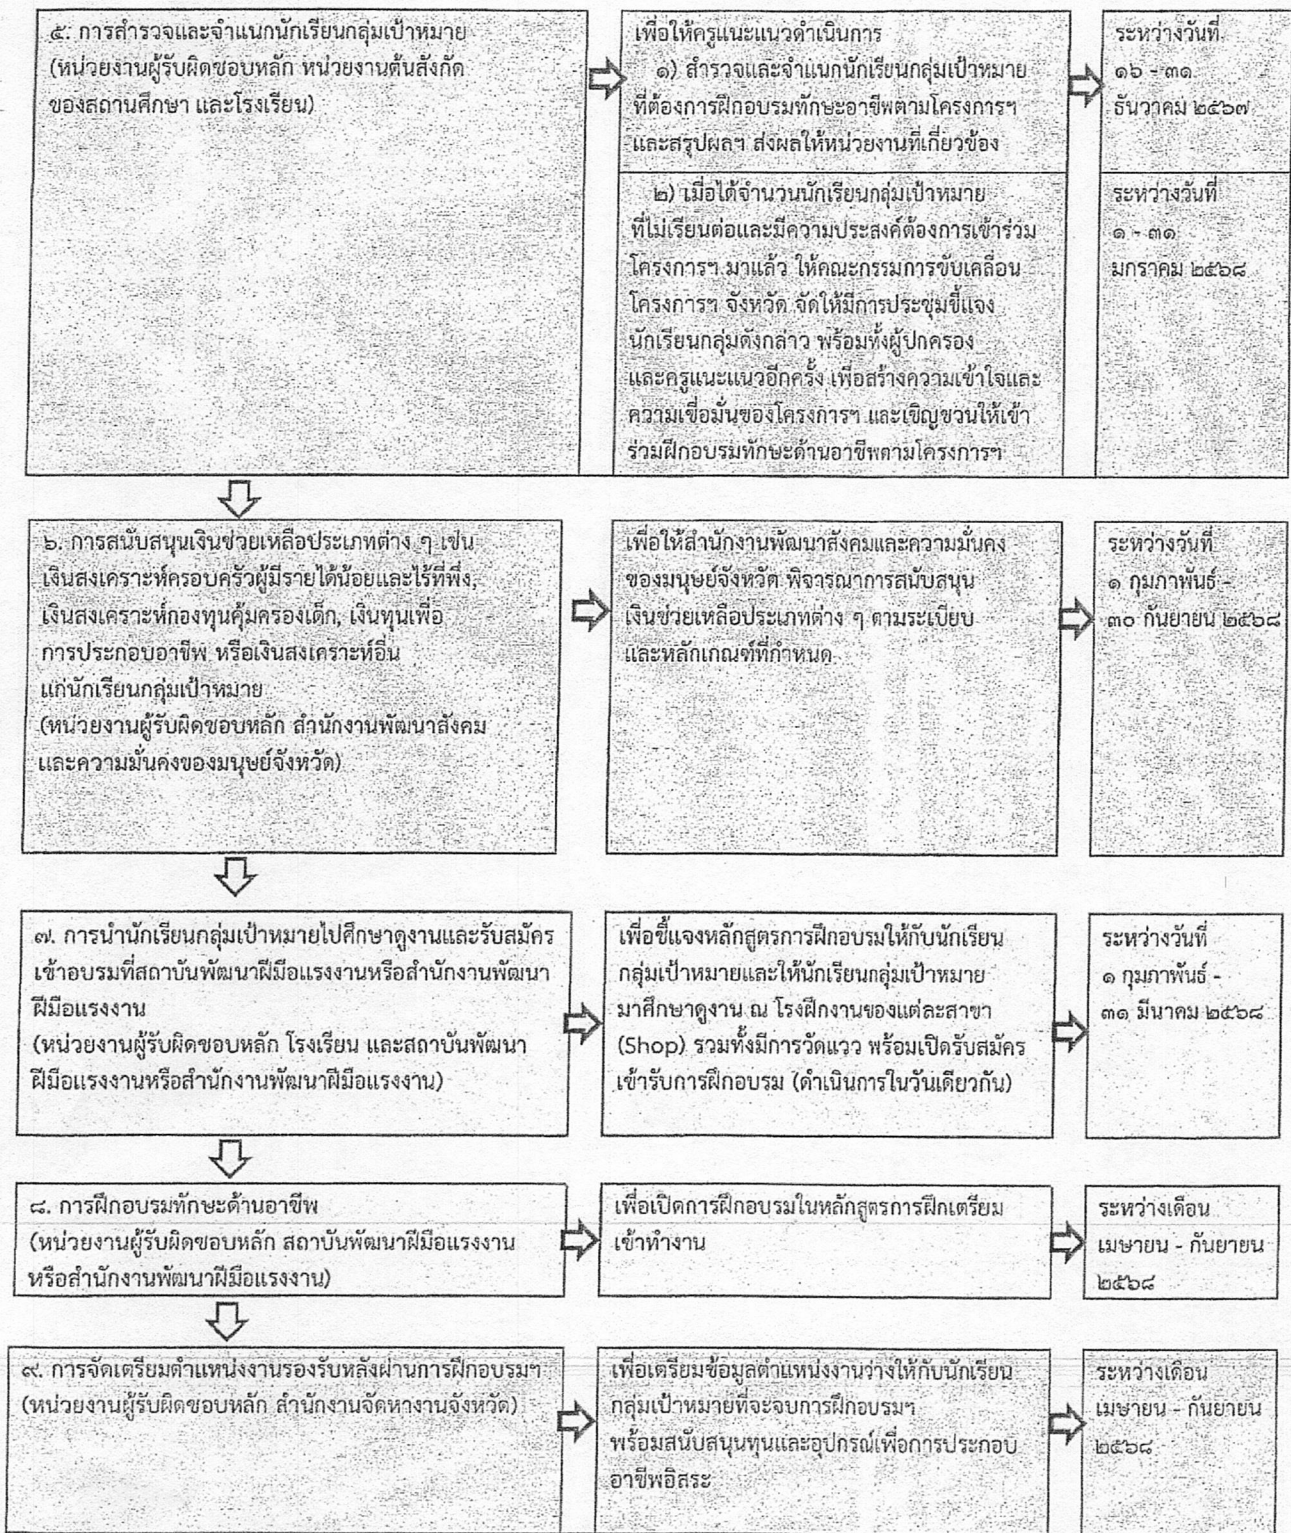 ๕. การสำรวจและจำแนกนักเรียนกลุ่มเป้าหมาย
(หน่วยงานผู้รับผิดชอบหลัก หน่วยงานต้นสังกัด
ของสถานศึกษา และโรงเรียน)
เพื่อให้ครูแนะแนวดำเนินการ
๑) สำรวจและจำแนกนักเรียนกลุ่มเป้าหมาย
ที่ต้องการฝึกอบรมทักษะอาชีพตามโครงการฯ
และสรุปผลฯ ส่งผลให้หน่วยงานที่เกี่ยวข้อง
ระหว่างวันที่
๑๖ - ๓๑
ธันวาคม ๒๕๖๗
๒) เมื่อได้จำนวนนักเรียนกลุ่มเป้าหมาย
ที่ไม่เรียนต่อและมีความประสงค์ต้องการเข้าร่วม
โครงการฯ มาแล้ว ให้คณะกรรมการขับเคลื่อน
โครงการฯ จังหวัด จัดให้มีการประชุมชี้แจง
นักเรียนกลุ่มดังกล่าว พร้อมทั้งผู้ปกครอง
และครูแนะแนวอีกครั้ง เพื่อสร้างความเข้าใจและ
ความเชื่อมั่นของโครงการฯ และเชิญชวนให้เข้า
ร่วมฝึกอบรมทักษะด้านอาชีพตามโครงการฯ
ระหว่างวันที่
๑ - ๓๑
มกราคม ๒๕๖๘
๖. การสนับสนุนเงินช่วยเหลือประเภทต่าง ๆ เช่น
เงินสงเคราะห์ครอบครัวผู้มีรายได้น้อยและไร้ที่พึ่ง,
เงินสงเคราะห์กองทุนคุ้มครองเด็ก, เงินทุนเพื่อ
การประกอบอาชีพ หรือเงินสงเคราะห์อื่น
แก่นักเรียนกลุ่มเป้าหมาย
(หน่วยงานผู้รับผิดชอบหลัก สำนักงานพัฒนาสังคม
และความมั่นคงของมนุษย์จังหวัด)
เพื่อให้สำนักงานพัฒนาสังคมและความมั่นคง
ของมนุษย์จังหวัด พิจารณาการสนับสนุน
เงินช่วยเหลือประเภทต่าง ๆ ตามระเบียบ
และหลักเกณฑ์ที่กำหนด
ระหว่างวันที่
๑ กุมภาพันธ์ -
๓๐ กันยายน ๒๕๖๘
๗. การนำนักเรียนกลุ่มเป้าหมายไปศึกษาดูงานและรับสมัคร
เข้าอบรมที่สถาบันพัฒนาฝีมือแรงงานหรือสำนักงานพัฒนา
ฝีมือแรงงาน
(หน่วยงานผู้รับผิดชอบหลัก โรงเรียน และสถาบันพัฒนา
ฝีมือแรงงานหรือสำนักงานพัฒนาฝีมือแรงงาน)
เพื่อชี้แจงหลักสูตรการฝึกอบรมให้กับนักเรียน
กลุ่มเป้าหมายและให้นักเรียนกลุ่มเป้าหมาย
มาศึกษาดูงาน ณ โรงฝึกงานของแต่ละสาขา
(Shop) รวมทั้งมีการวัดแวว พร้อมเปิดรับสมัคร
เข้ารับการฝึกอบรม (ดำเนินการในวันเดียวกัน)
ระหว่างวันที่
๑ กุมภาพันธ์ -
๓๑ มีนาคม ๒๕๖๘
๘. การฝึกอบรมทักษะด้านอาชีพ
(หน่วยงานผู้รับผิดชอบหลัก สถาบันพัฒนาฝีมือแรงงาน
หรือสำนักงานพัฒนาฝีมือแรงงาน)
เพื่อเปิดการฝึกอบรมในหลักสูตรการฝึกเตรียม
เข้าทำงาน
ระหว่างเดือน
เมษายน - กันยายน
๒๕๖๘
๙. การจัดเตรียมตำแหน่งงานรองรับหลังผ่านการฝึกอบรมฯ
(หน่วยงานผู้รับผิดชอบหลัก สำนักงานจัดหางานจังหวัด)
เพื่อเตรียมข้อมูลตำแหน่งงานว่างให้กับนักเรียน
กลุ่มเป้าหมายที่จะจบการฝึกอบรมฯ
พร้อมสนับสนุนทุนและอุปกรณ์เพื่อการประกอบ
อาชีพอิสระ
ระหว่างเดือน
เมษายน - กันยายน
๒๕๖๘